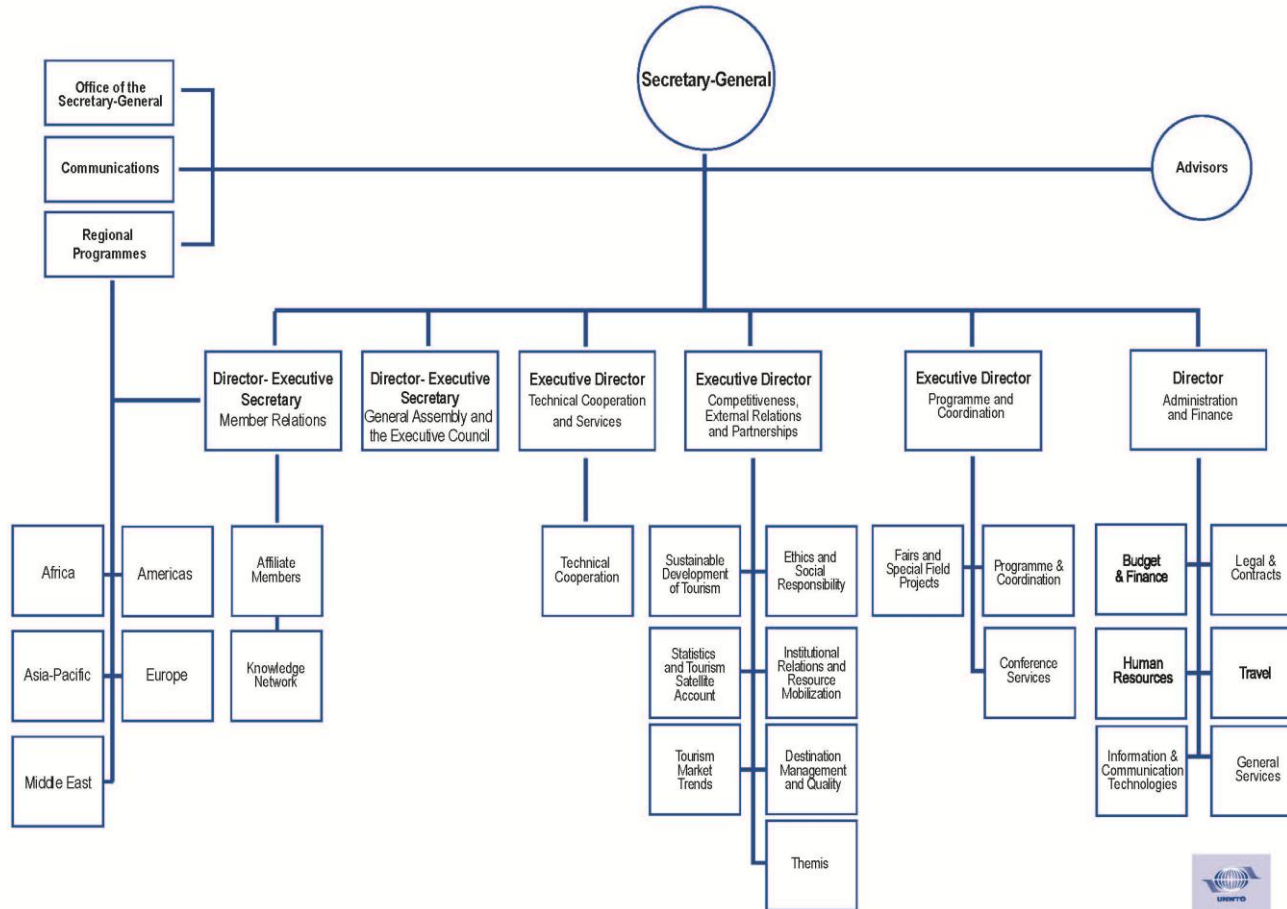 Secretary-General
Office of the
Secretary-General
Communications
Regional
Programmes
Advisors
Director- Executive
Secretary
Member Relations
Director- Executive
Secretary
General Assembly and
the Executive Council
Executive Director
Technical Cooperation
and Services
Executive Director
Competitiveness,
External Relations
and Partnerships
Executive Director
Programme and
Coordination
Director
Administration
and Finance
Africa
Americas
Asia-Pacific
Europe
Middle East
Affiliate
Members
Knowledge
Network
Technical
Cooperation
Sustainable
Development
of Tourism
Ethics and
Social
Responsibility
Statistics
and Tourism
Satellite
Account
Institutional
Relations and
Resource
Mobilization
Tourism
Market
Trends
Destination
Management
and Quality
Themis
Fairs and
Special Field
Projects
Programme &
Coordination
Conference
Services
Budget
& Finance
Legal &
Contracts
Human
Resources
Travel
Information &
Communication
Technologies
General
Services
UNWTO